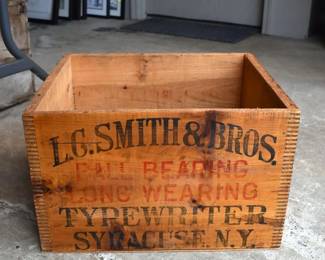 L.C. SMITH & BROS.
BALL BEARING
LONG WEARING
TYPEWRITER
SYRACUSE, N.Y.